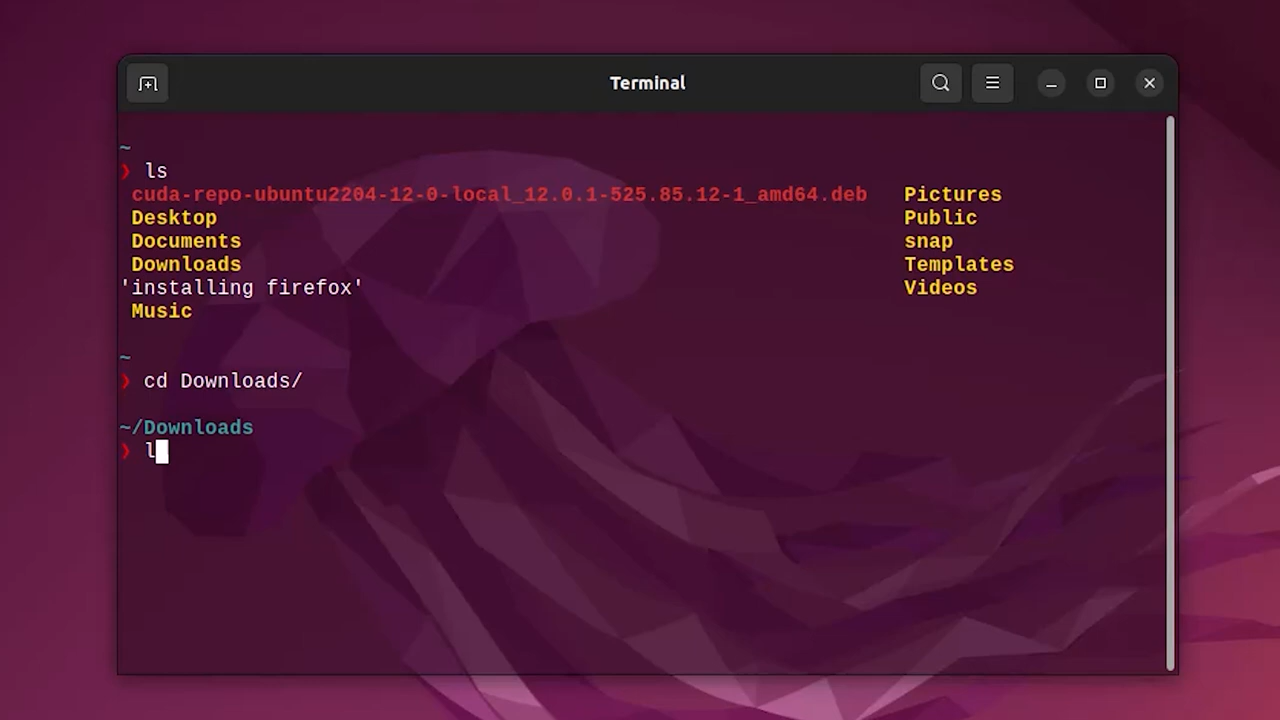 Terminal
~
❯ ls
cuda-repo-ubuntu2204-12-0-local_12.0.1-525.85.12-1_amd64.deb Pictures
Desktop Public
Documents snap
Downloads Templates
'installing firefox' Videos
Music
~
❯ cd Downloads/
~/Downloads
❯ l